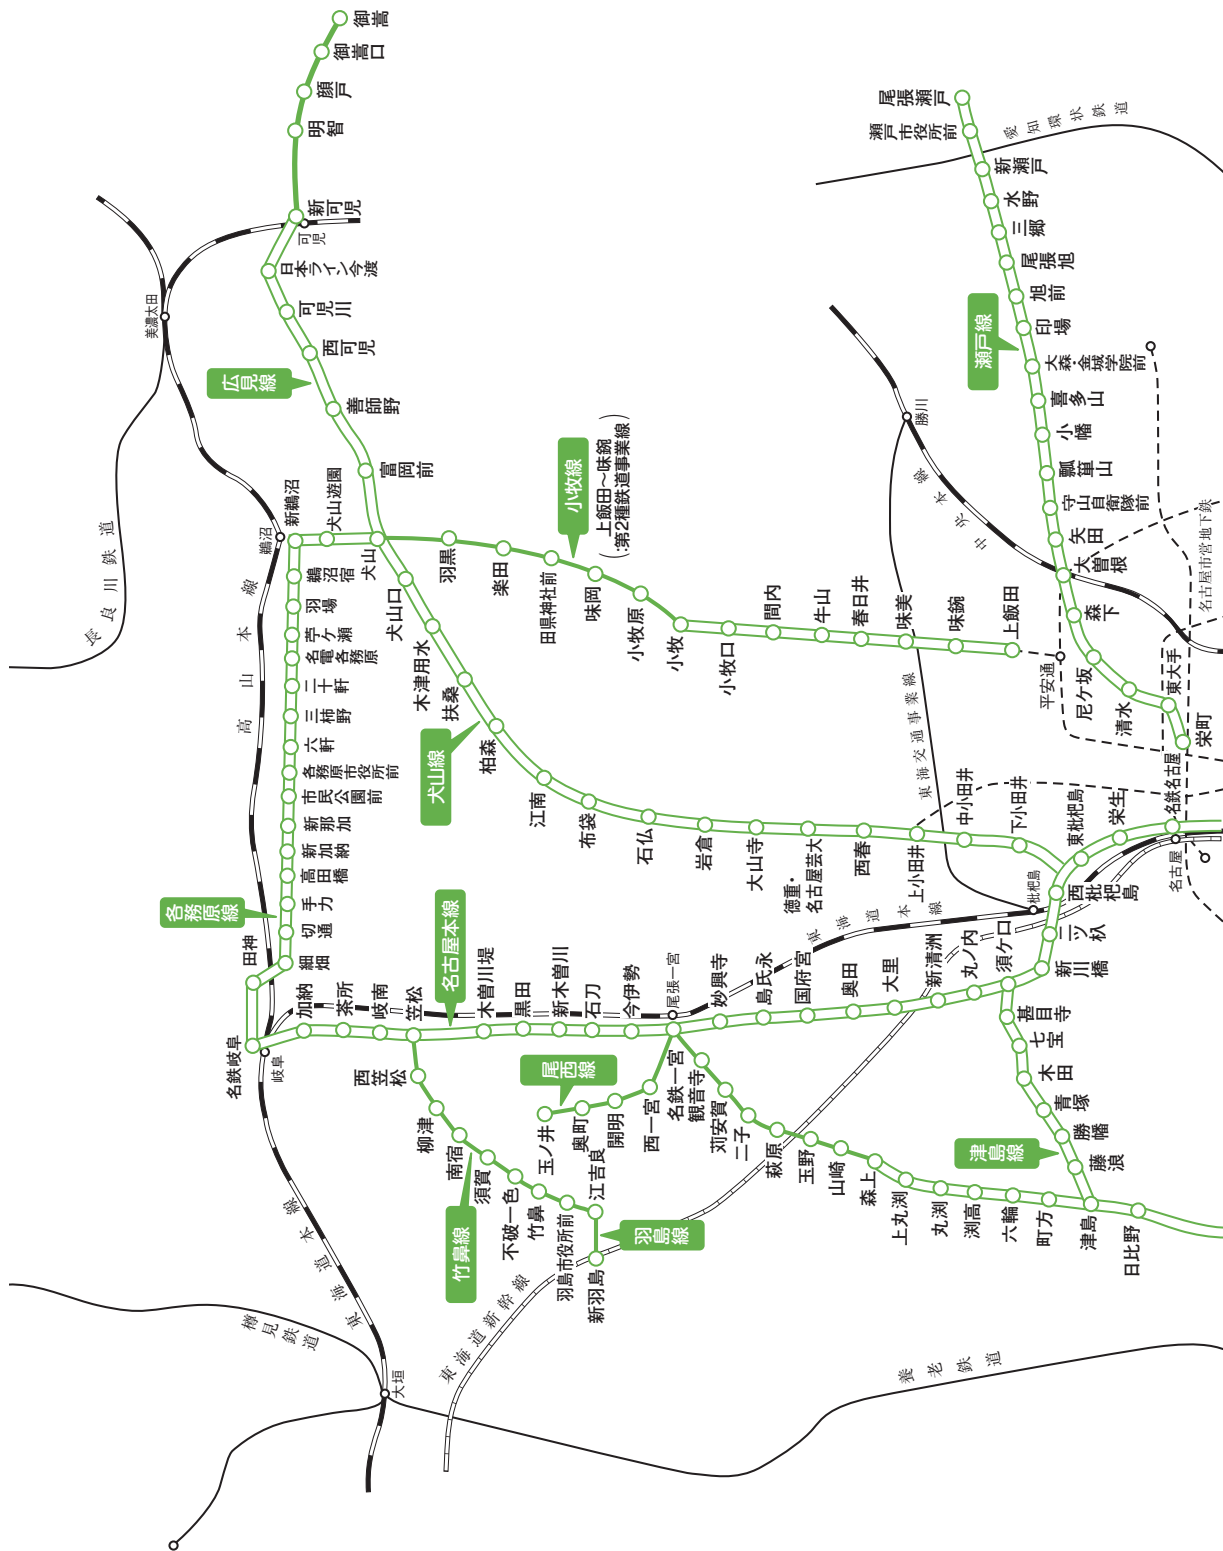 御嵩
御嵩口
顔戸
明智
新可児
可児
日本ライン今渡
可児川
西可児
善師野
富岡前
広見線
美濃太田
長良川鉄道
鵜沼
新鵜沼
犬山遊園
犬山
高山本線
鵜沼宿
羽場
苧ケ瀬
名電各務原
二十軒
三柿野
六軒
各務原市役所前
市民公園前
新那加
新加納
高田橋
手力
切通
細畑
田神
名鉄岐阜
岐阜
各務原線
羽黒
楽田
田県神社前
味岡
小牧原
小牧
小牧口
間内
牛山
春日井
味美
味鋺
上飯田
平安通
小牧線
(上飯田~味鋺
:第2種鉄道事業線)
犬山口
木津用水
扶桑
柏森
江南
布袋
石仏
岩倉
大山寺
徳重・
名古屋芸大
西春
上小田井
中小田井
下小田井
犬山線
東海交通事業線
尾張瀬戸
瀬戸市役所前
新瀬戸
水野
三郷
尾張旭
旭前
印場
大森・金城学院前
喜多山
小幡
瓢箪山
守山自衛隊前
矢田
大曽根
森下
尼ケ坂
清水
東大手
栄町
瀬戸線
愛知環状鉄道
勝川
中央本線
名古屋市営地下鉄
名鉄名古屋
名古屋
栄生
東枇杷島
西枇杷島
枇杷島
二ツ杁
新川橋
須ケ口
丸ノ内
新清洲
大里
奥田
国府宮
島氏永
妙興寺
尾張一宮
名鉄一宮
今伊勢
石刀
新木曽川
黒田
木曽川堤
笠松
岐南
茶所
加納
名古屋本線
東海道本線
西笠松
柳津
南宿
須賀
不破一色
竹鼻
羽島市役所前
江吉良
新羽島
竹鼻線
羽島線
玉ノ井
奥町
開明
西一宮
尾西線
観音寺
苅安賀
二子
萩原
玉野
山崎
森上
上丸渕
丸渕
渕高
六輪
町方
津島
日比野
甚目寺
七宝
木田
青塚
勝幡
藤浪
津島線
東海道本線
東海道新幹線
樽見鉄道
大垣
養老鉄道